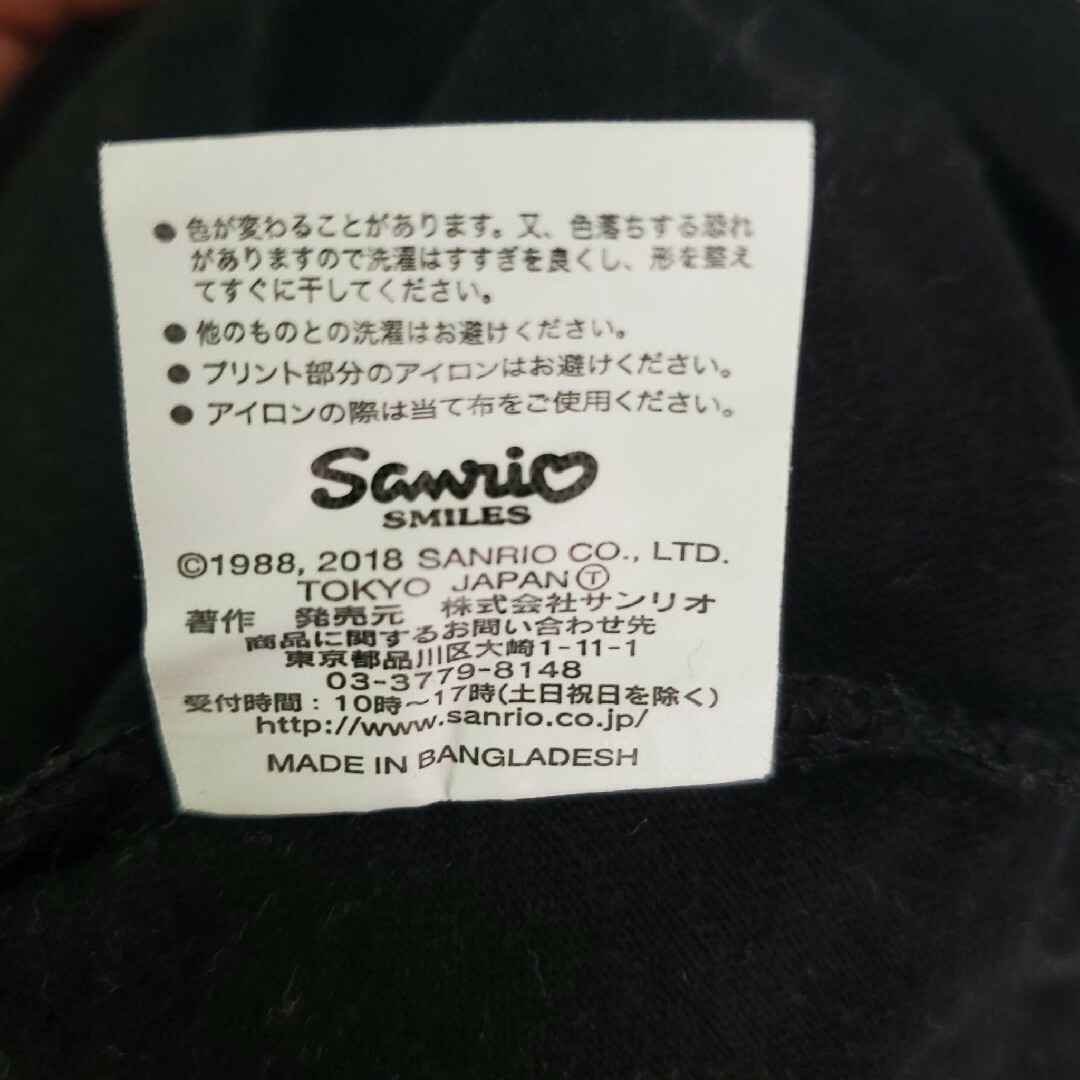 ● 色が変わることがあります。又、色落ちする恐れ
がありますので洗濯はすすぎを良くし、形を整え
てすぐに干してください。
● 他のものとの洗濯はお避けください。
● プリント部分のアイロンはお避けください。
● アイロンの際は当て布をご使用ください。
Sanrio
SMILES
©1988, 2018 SANRIO CO., LTD.
TOKYO JAPAN Ⓣ
著作 発売元 株式会社サンリオ
商品に関するお問い合わせ先
東京都品川区大崎1-11-1
03-3779-8148
受付時間：10時～17時(土日祝日を除く)
http://www.sanrio.co.jp/
MADE IN BANGLADESH